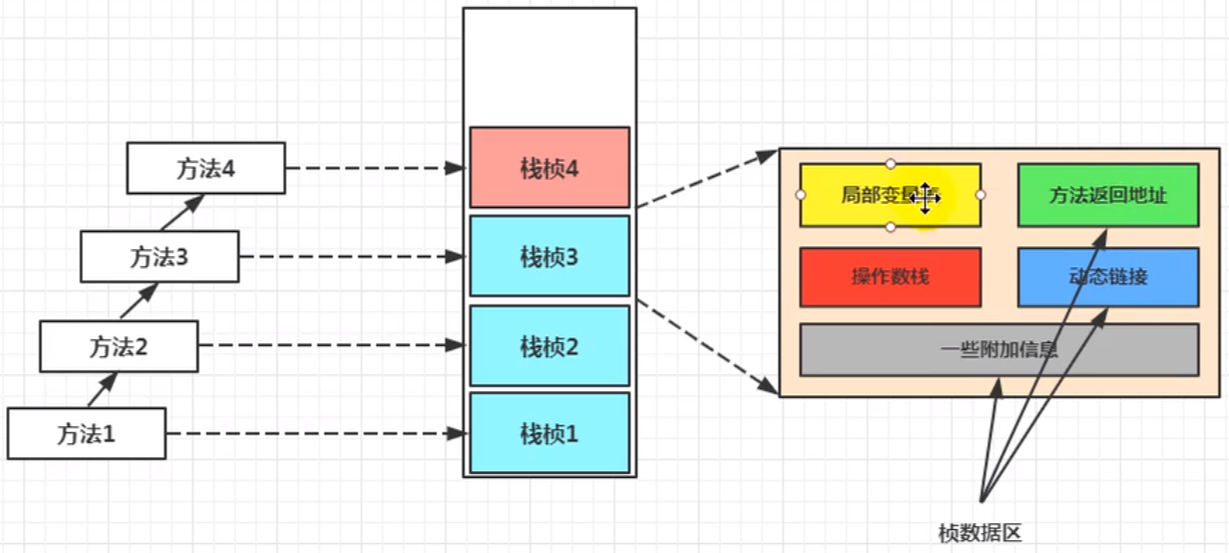 方法4
栈桢4
方法3
栈桢3
方法2
栈桢2
方法1
栈桢1
局部变量
方法返回地址
操作数栈
动态链接
一些附加信息
桢数据区